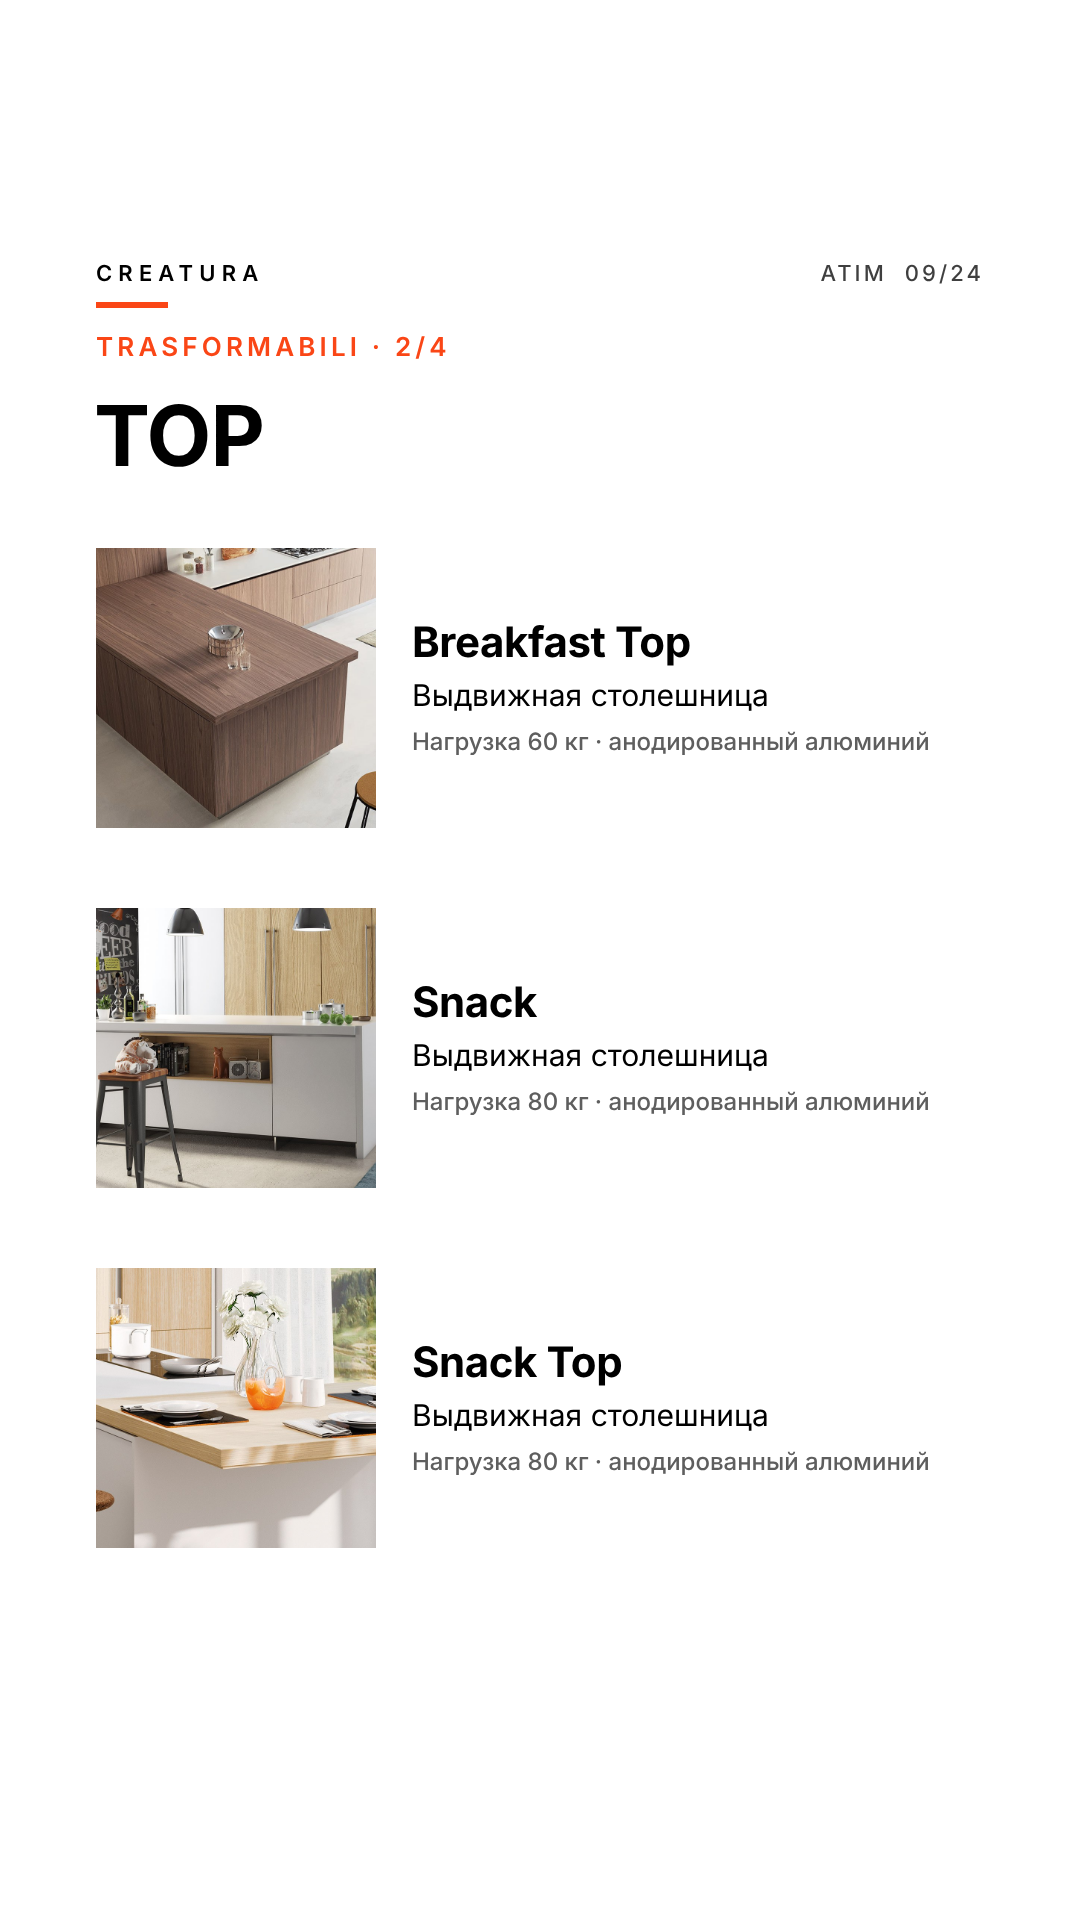 CREATURA
ATIM 09/24
TRASFORMABILI · 2/4
TOP
Breakfast Top
Выдвижная столешница
Нагрузка 60 кг · анодированный алюминий
Snack
Выдвижная столешница
Нагрузка 80 кг · анодированный алюминий
Snack Top
Выдвижная столешница
Нагрузка 80 кг · анодированный алюминий